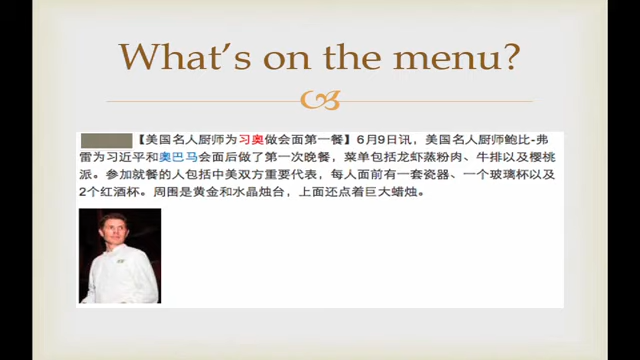 What's on the menu?
【美国名人厨师为习奥做会面第一餐】6月9日讯，美国名人厨师鲍比-弗
雷为习近平和奥巴马会面后做了第一次晚餐，菜单包括龙虾蒸粉肉、牛排以及樱桃
派。参加就餐的人包括中美双方重要代表，每人面前有一套瓷器、一个玻璃杯以及
2个红酒杯。周围是黄金和水晶烛台，上面还点着巨大蜡烛。